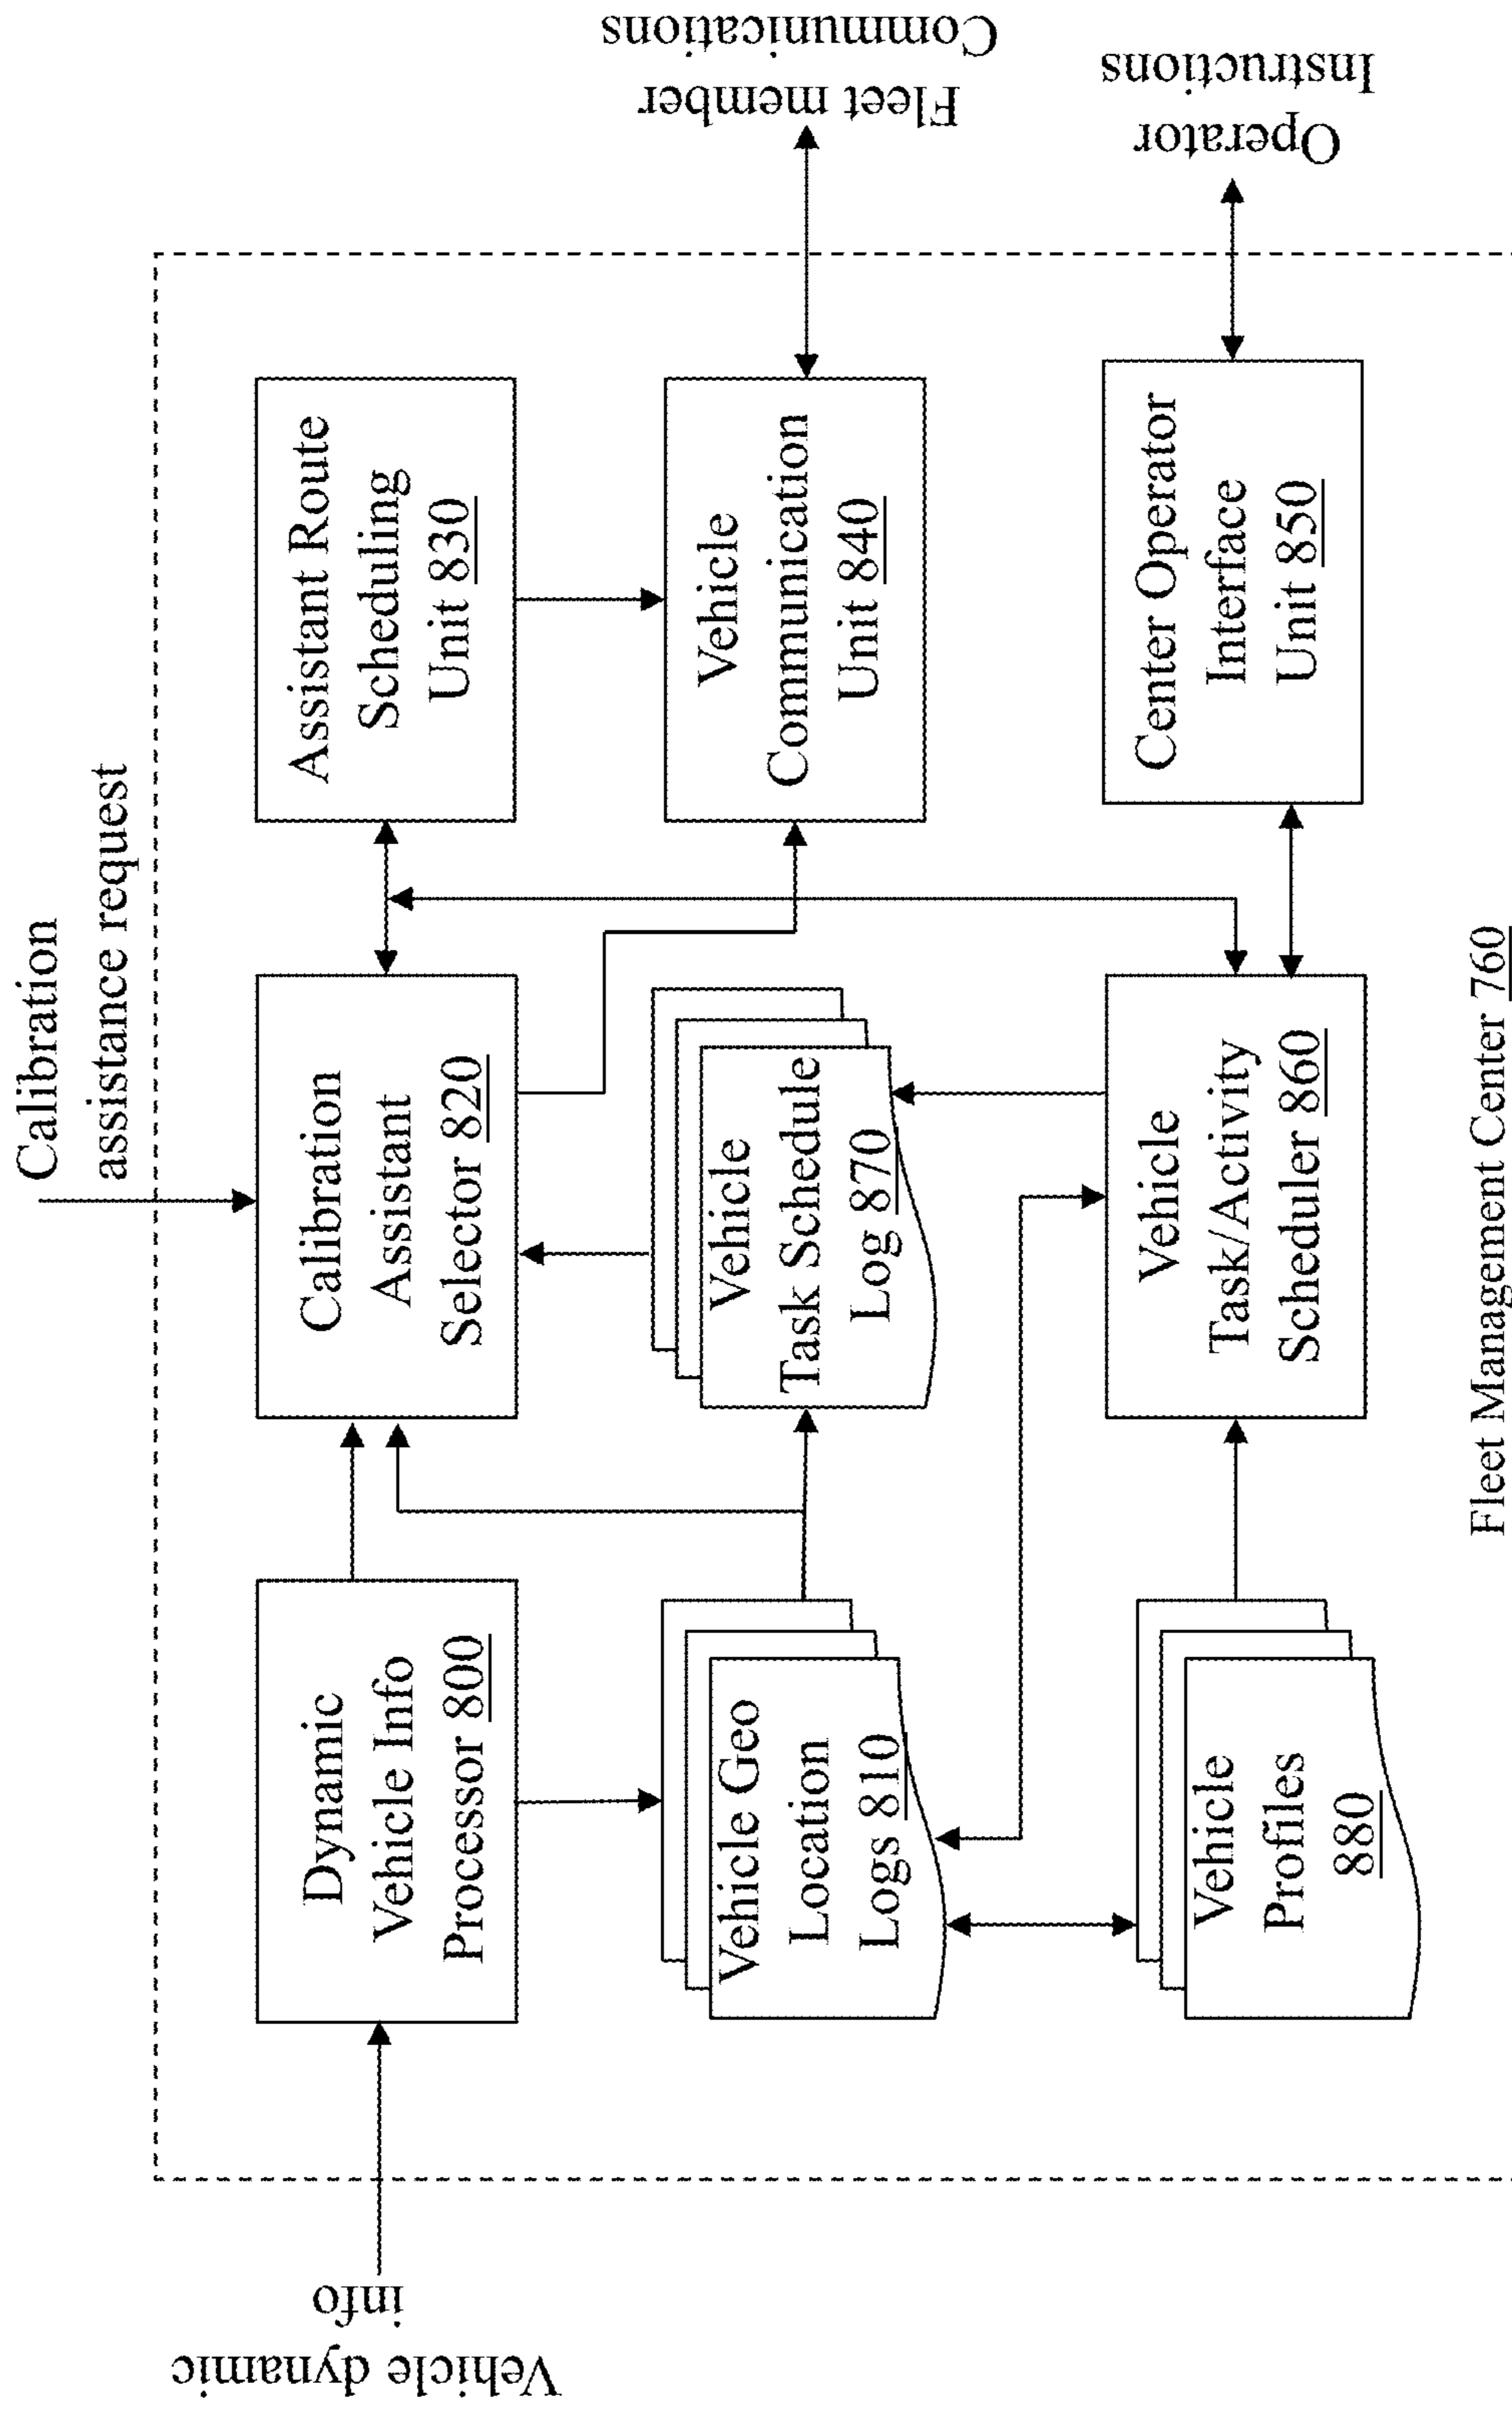 Calibration
assistance request
Vehicle dynamic
info
Dynamic
Vehicle Info
Processor 800
Calibration
Assistant
Selector 820
Assistant Route
Scheduling
Unit 830
Fleet member
Communications
Vehicle Geo
Location
Logs 810
Vehicle
Task Schedule
Log 870
Vehicle
Communication
Unit 840
Operator
Instructions
Vehicle
Profiles
880
Vehicle
Task/Activity
Scheduler 860
Center Operator
Interface
Unit 850
Fleet Management Center 760